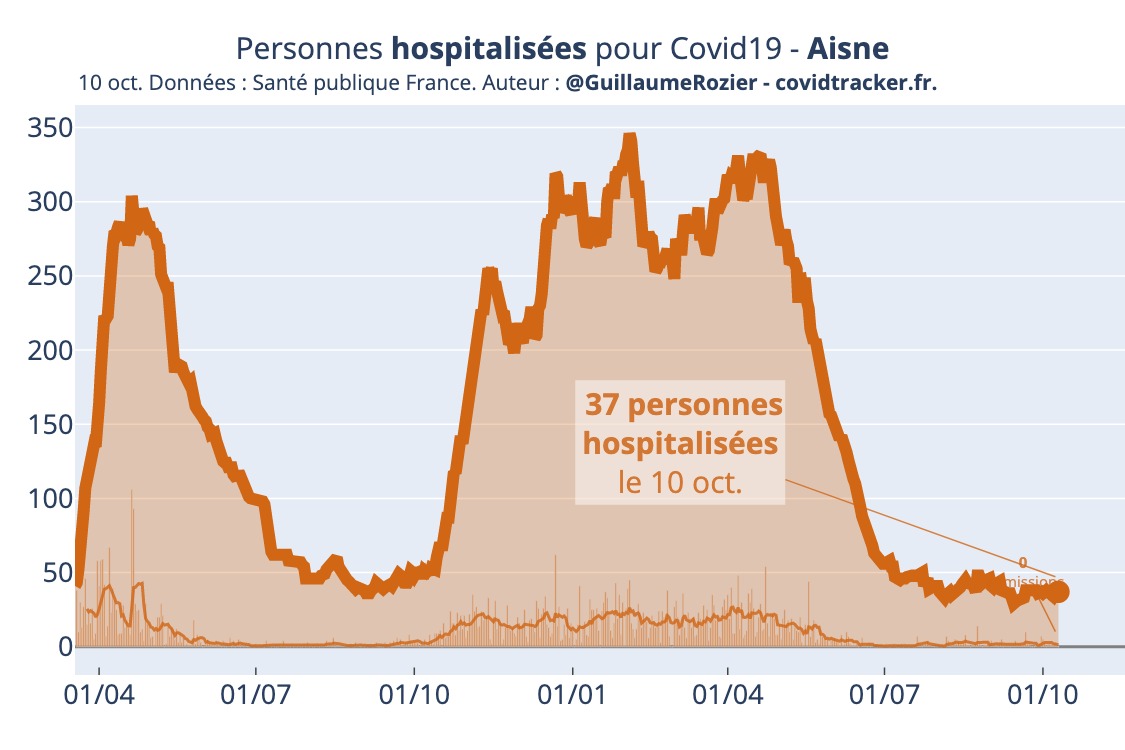 Personnes hospitalisées pour Covid19 - Aisne
10 oct. Données : Santé publique France. Auteur : @GuillaumeRozier - covidtracker.fr.
350
300
250
200
150
100
50
0
37 personnes
hospitalisées
le 10 oct.
0
missions
01/04
01/07
01/10
01/01
01/04
01/07
01/10